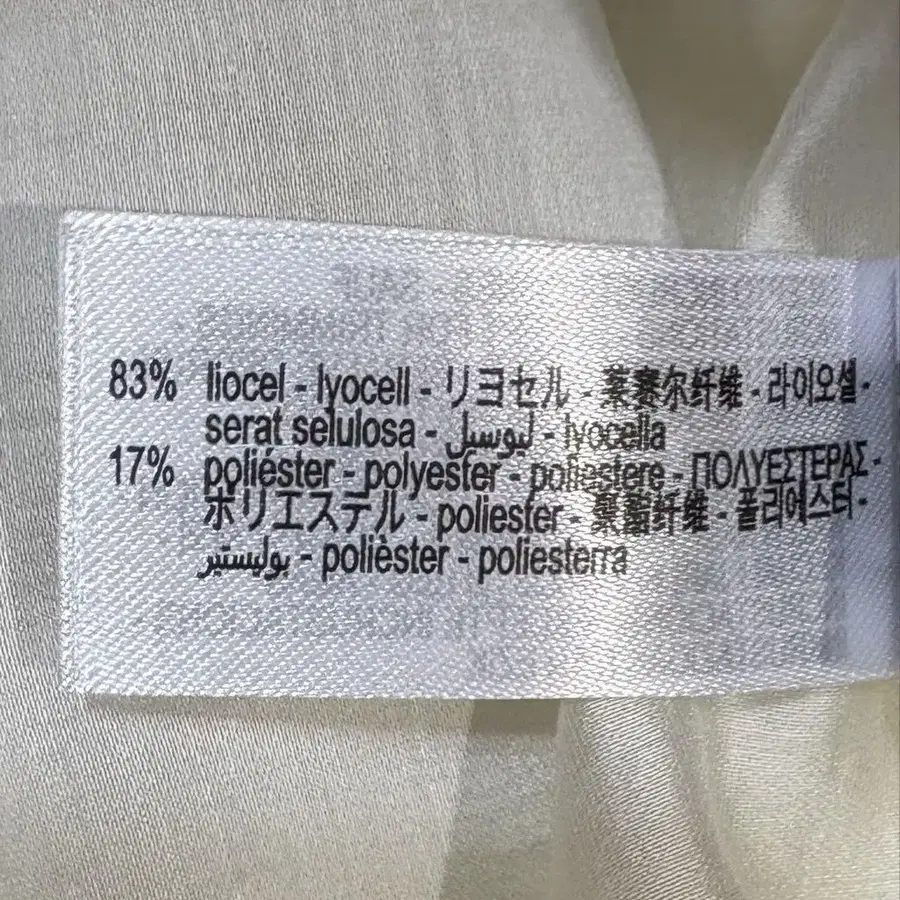 83% liocel - lyocell - リヨセル - 莱赛尔纤维 - 라이오셀 -
serat selulosa - ليوسيل - lyocella
17% poliéster - polyester - poliestere - ΠΟΛΥΕΣΤΕΡΑΣ -
ポリエステル - poliester - 聚酯纤维 - 폴리에스터 -
بوليستير - polièster - poliesterra